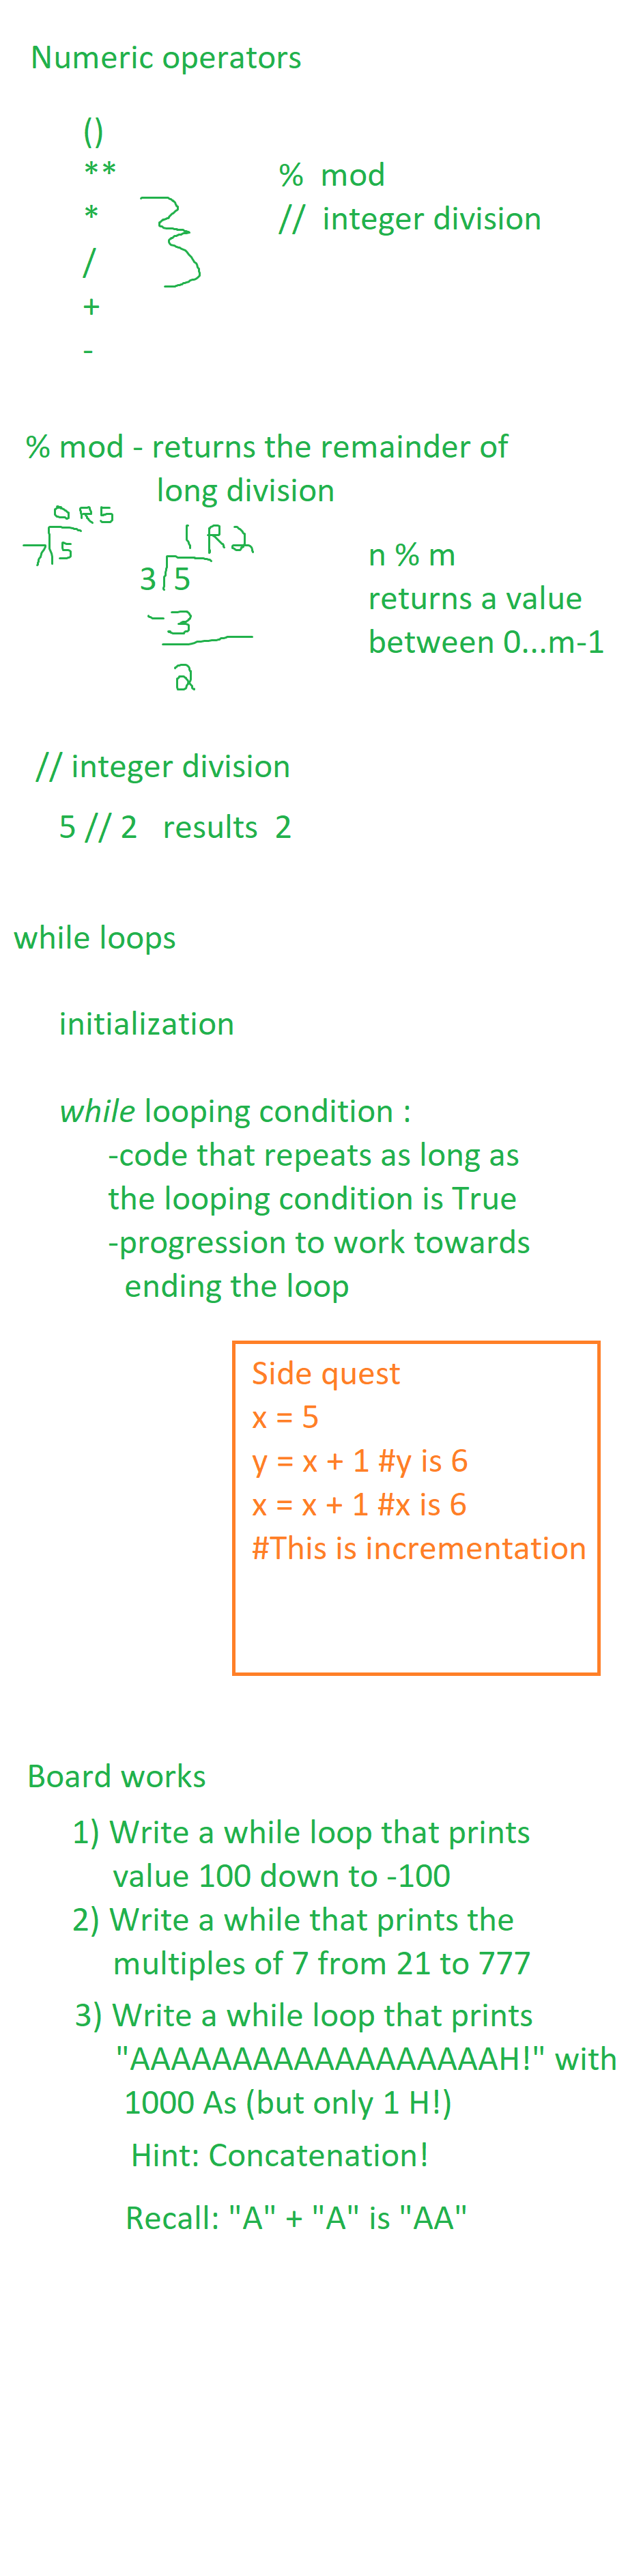 Numeric operators
()
**
% mod
*
// integer division
/
+
-
% mod - returns the remainder of
long division
0 R5
7 5
1 R2
3 5
-3
2
n % m
returns a value
between 0...m-1
// integer division
5 // 2 results 2
while loops
initialization
while looping condition :
-code that repeats as long as
the looping condition is True
-progression to work towards
ending the loop
Side quest
x = 5
y = x + 1 #y is 6
x = x + 1 #x is 6
#This is incrementation
Board works
1) Write a while loop that prints
value 100 down to -100
2) Write a while that prints the
multiples of 7 from 21 to 777
3) Write a while loop that prints
"AAAAAAAAAAAAAAAAAAH!" with
1000 As (but only 1 H!)
Hint: Concatenation!
Recall: "A" + "A" is "AA"